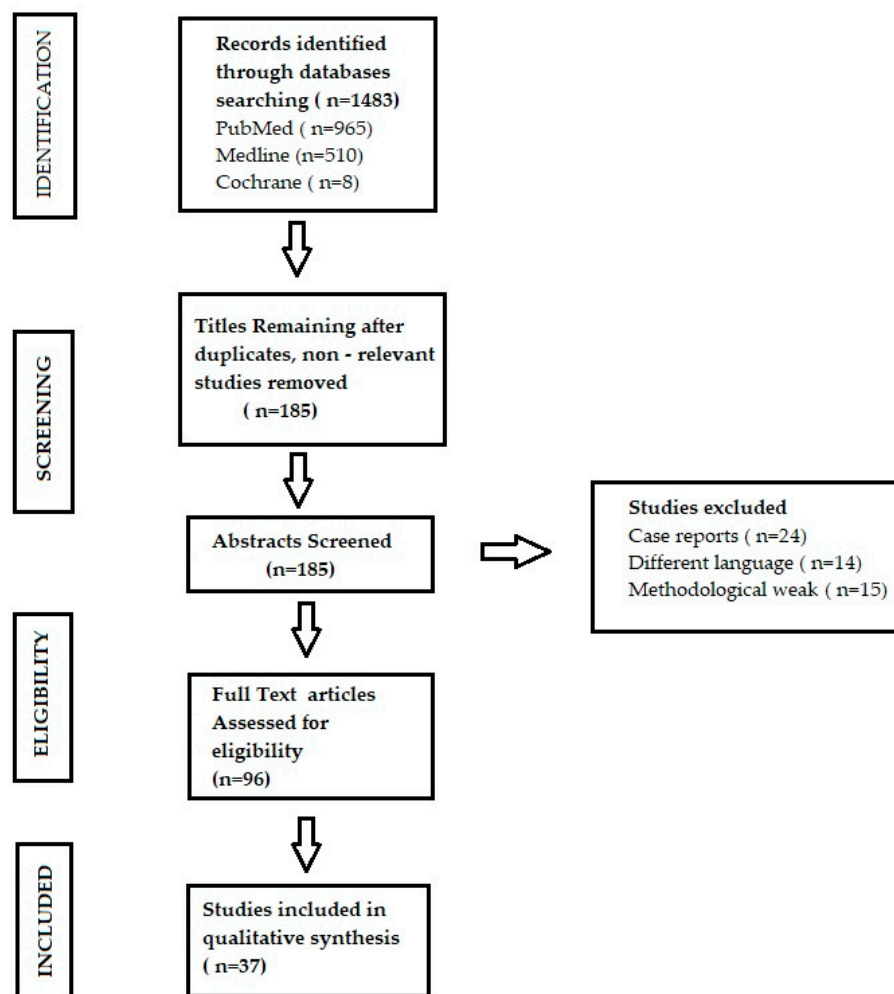 IDENTIFICATION
Records identified
through databases
searching ( n=1483)
PubMed ( n=965)
Medline (n=510)
Cochrane ( n=8)
SCREENING
Titles Remaining after
duplicates, non - relevant
studies removed
( n=185)
Abstracts Screened
(n=185)
Studies excluded
Case reports ( n=24)
Different language ( n=14)
Methodological weak ( n=15)
ELIGIBILITY
Full Text articles
Assessed for
eligibility
(n=96)
INCLUDED
Studies included in
qualitative synthesis
( n=37)